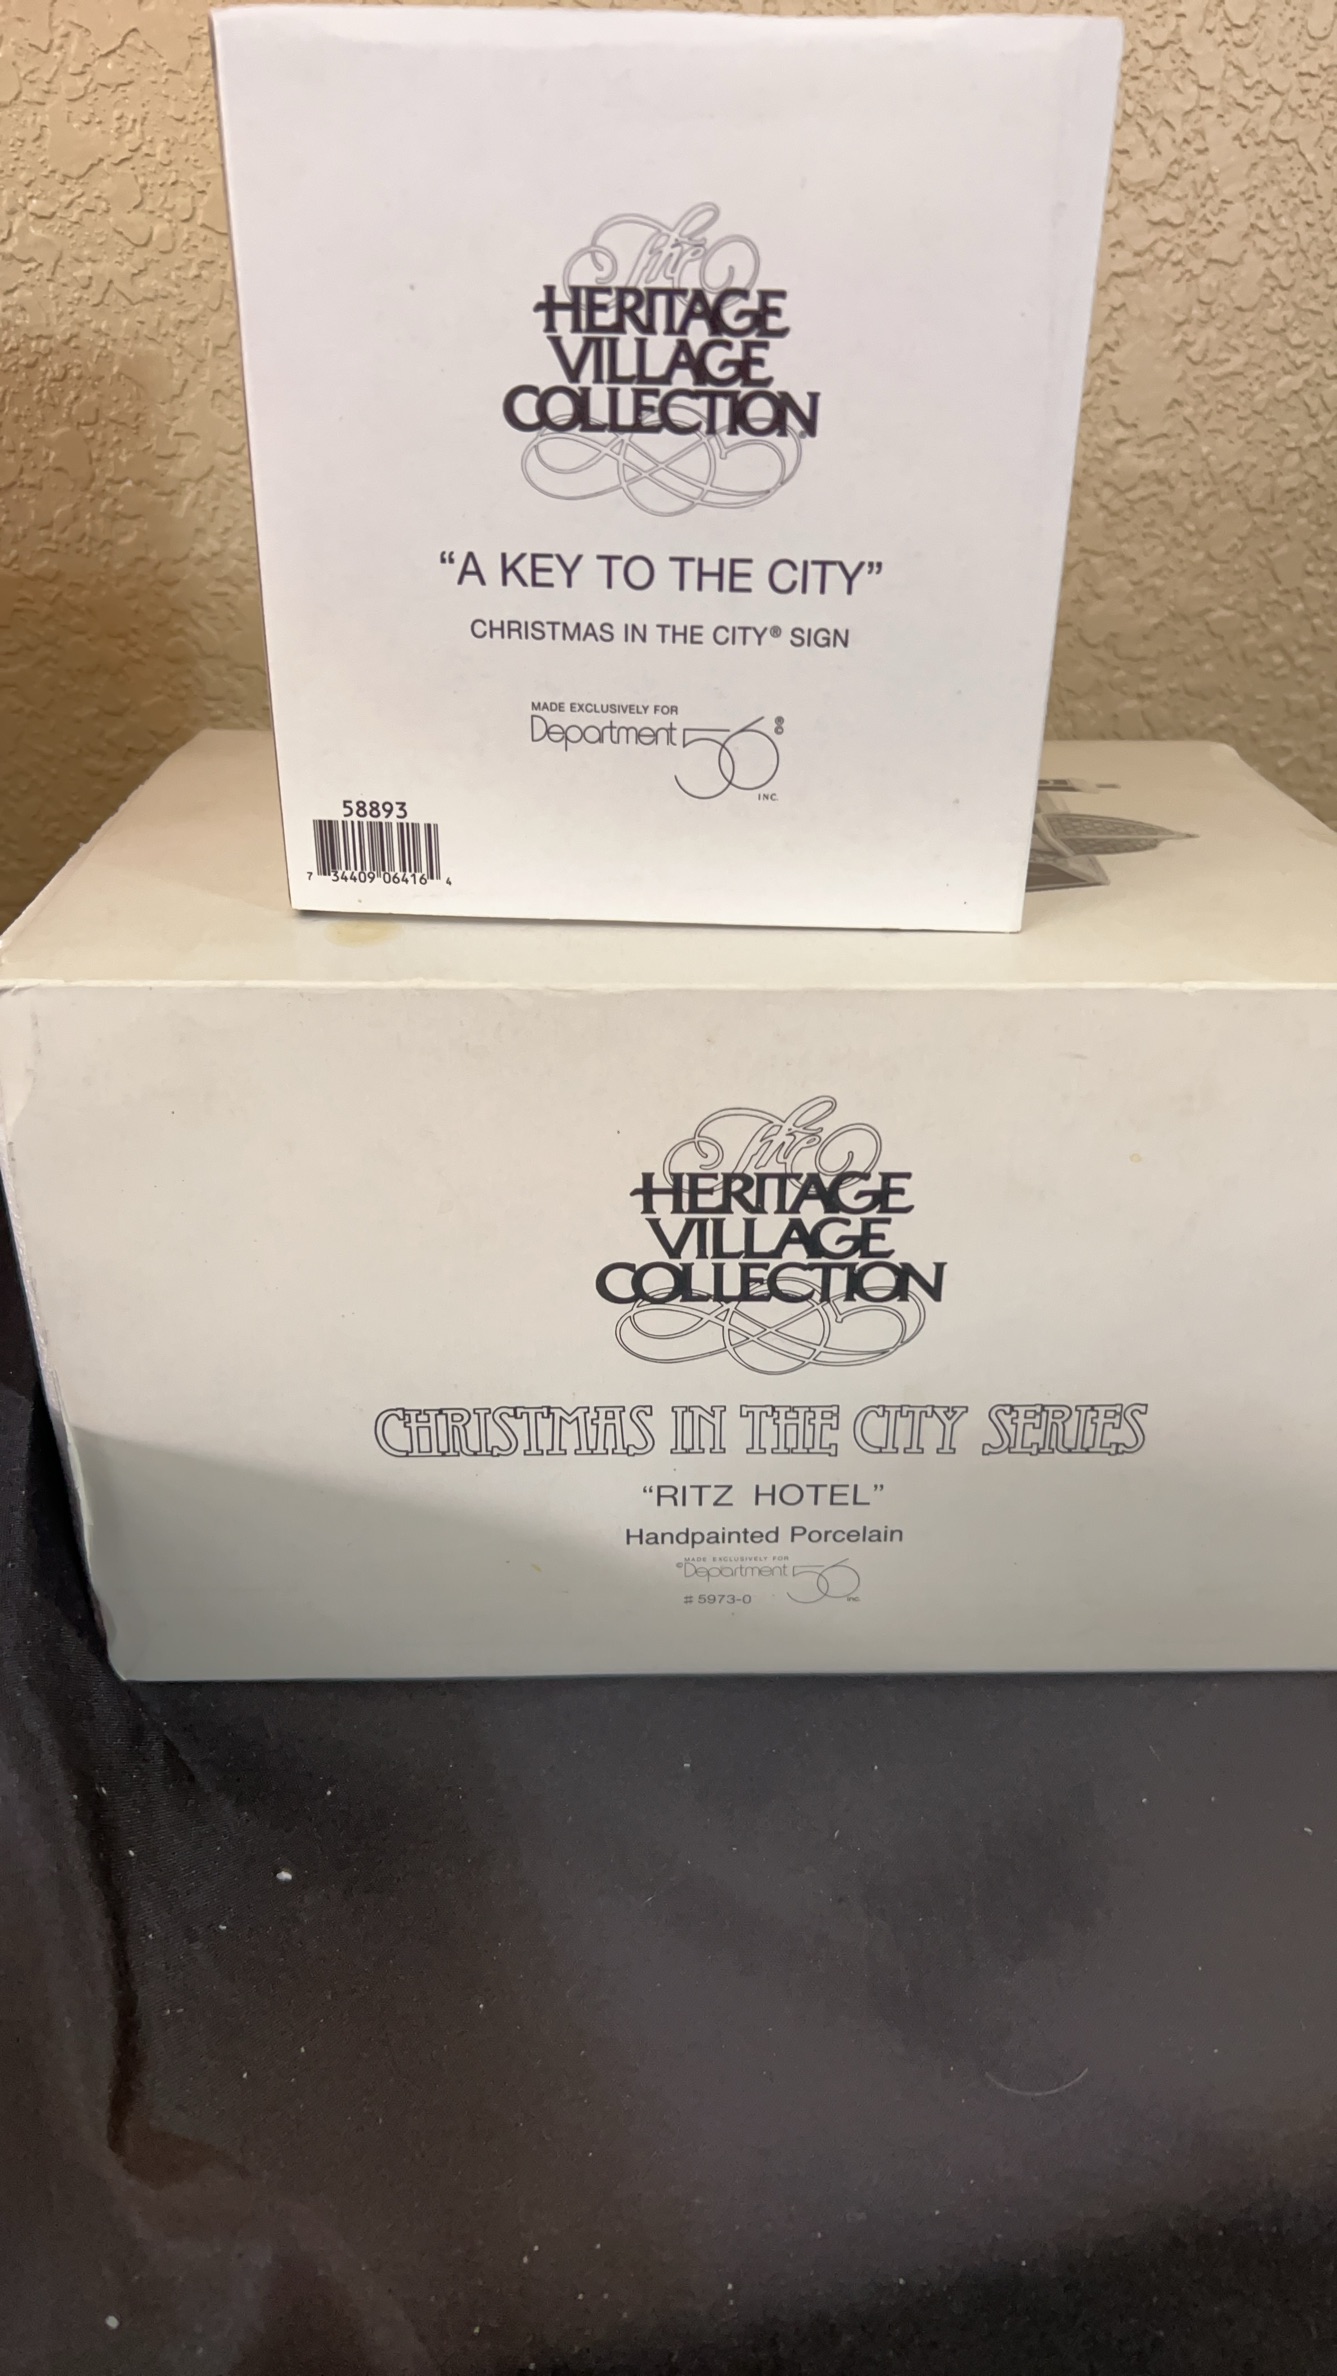 The
HERITAGE
VILLAGE
COLLECTION
“A KEY TO THE CITY”
CHRISTMAS IN THE CITY® SIGN
MADE EXCLUSIVELY FOR
Department 56 ®©
INC.
58893
7 34409 06416 4
The
HERITAGE
VILLAGE
COLLECTION
CHRISTMAS IN THE CITY SERIES
“RITZ HOTEL”
Handpainted Porcelain
MADE EXCLUSIVELY FOR
©Department 56
# 5973-0 inc.